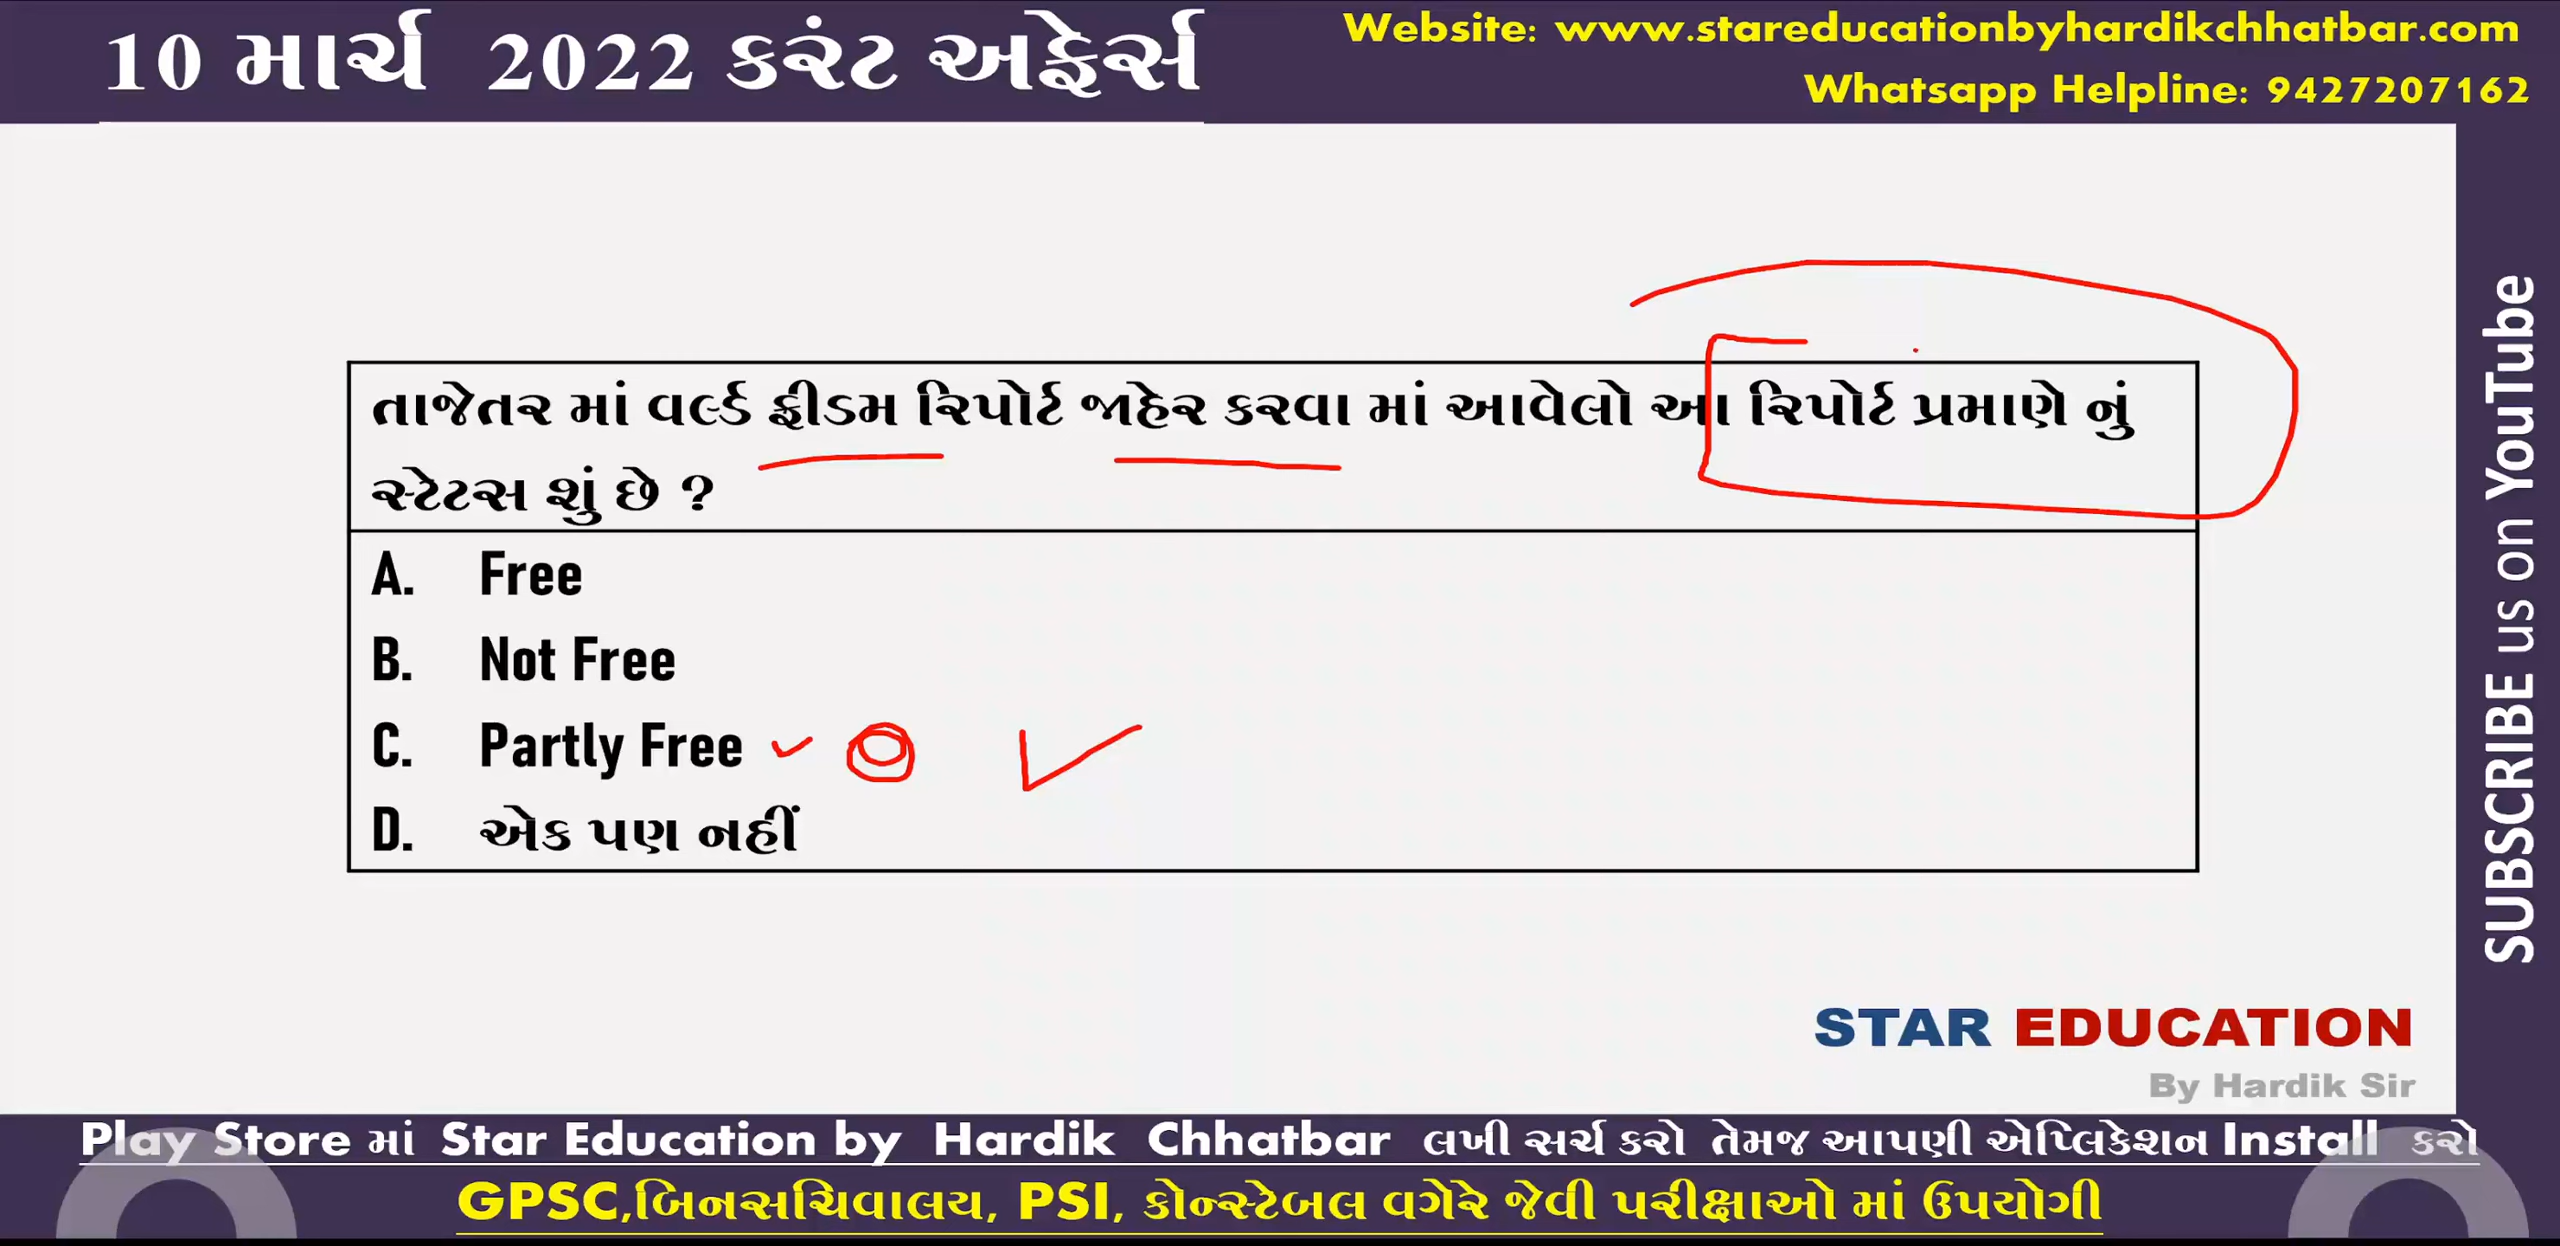 10 માર્ચ 2022 કરંટ અફેર્સ
Website: www.stareducationbyhardikchhatbar.com
Whatsapp Helpline: 9427207162
તાજેતર માં વર્લ્ડ ફ્રીડમ રિપોર્ટ જાહેર કરવા માં આવેલો આ રિપોર્ટ પ્રમાણે નું
સ્ટેટસ શું છે ?
A. Free
B. Not Free
C. Partly Free
D. એક પણ નહીં
SUBSCRIBE us on YouTube
STAR EDUCATION
By Hardik Sir
Play Store માં Star Education by Hardik Chhatbar લખી સર્ચ કરો તેમજ આપણી એપ્લિકેશન Install કરો
GPSC,બિનસચિવાલય, PSI, કોન્સ્ટેબલ વગેરે જેવી પરીક્ષાઓ માં ઉપયોગી